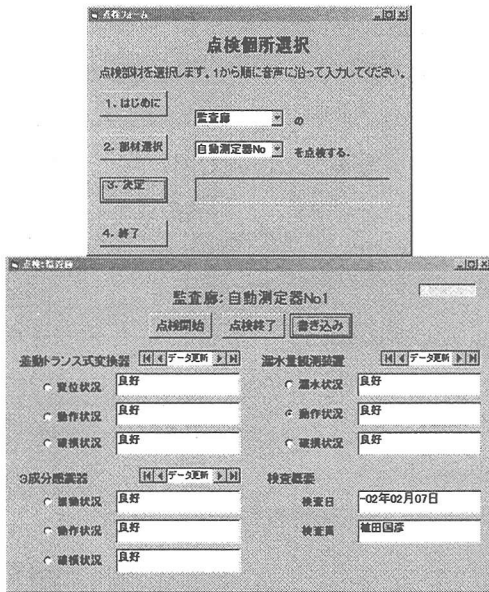 点検フォーム
点検個所選択
点検部材を選択します。1から順に音声に沿って入力してください。
1、はじめに
監査廊 の
2、部材選択
自動測定器No を点検する.
3、決定
4、終了
点検:監査廊
監査廊:自動測定器No1
点検開始 点検終了 書き込み
差動トランス式変換器 データ更新
変位状況 良好
動作状況 良好
破損状況 良好
漏水量観測装置 データ更新
漏水状況 良好
動作状況 良好
破損状況 良好
3成分感震器 データ更新
振動状況 良好
動作状況 良好
破損状況 良好
検査概要
検査日 -02年02月07日
検査員 植田国彦